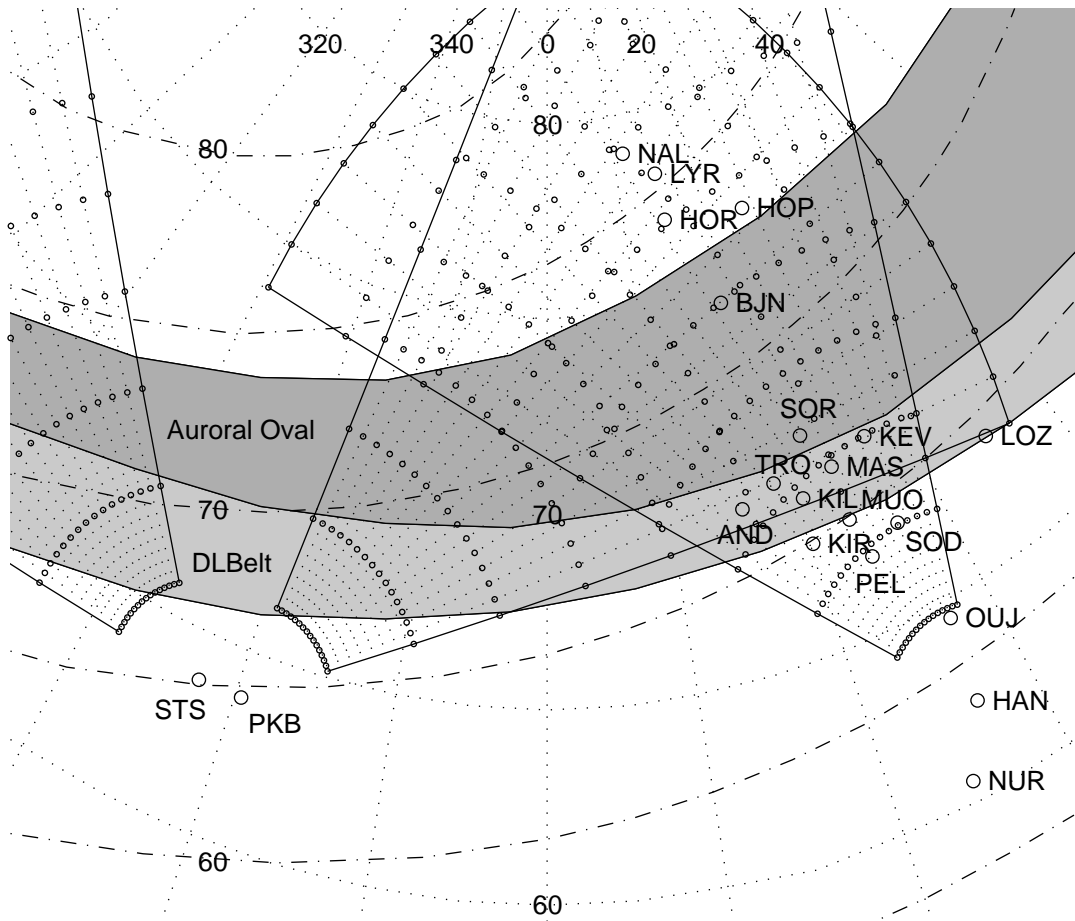 320 340 0 20 40
80
80 NAL
LYR
HOR HOP
BJN
Auroral Oval SOR KEV LOZ
TRO MAS
70 70 KIL MUO
AND KIR SOD
DLBelt PEL
OUJ
STS PKB HAN
NUR
60
60